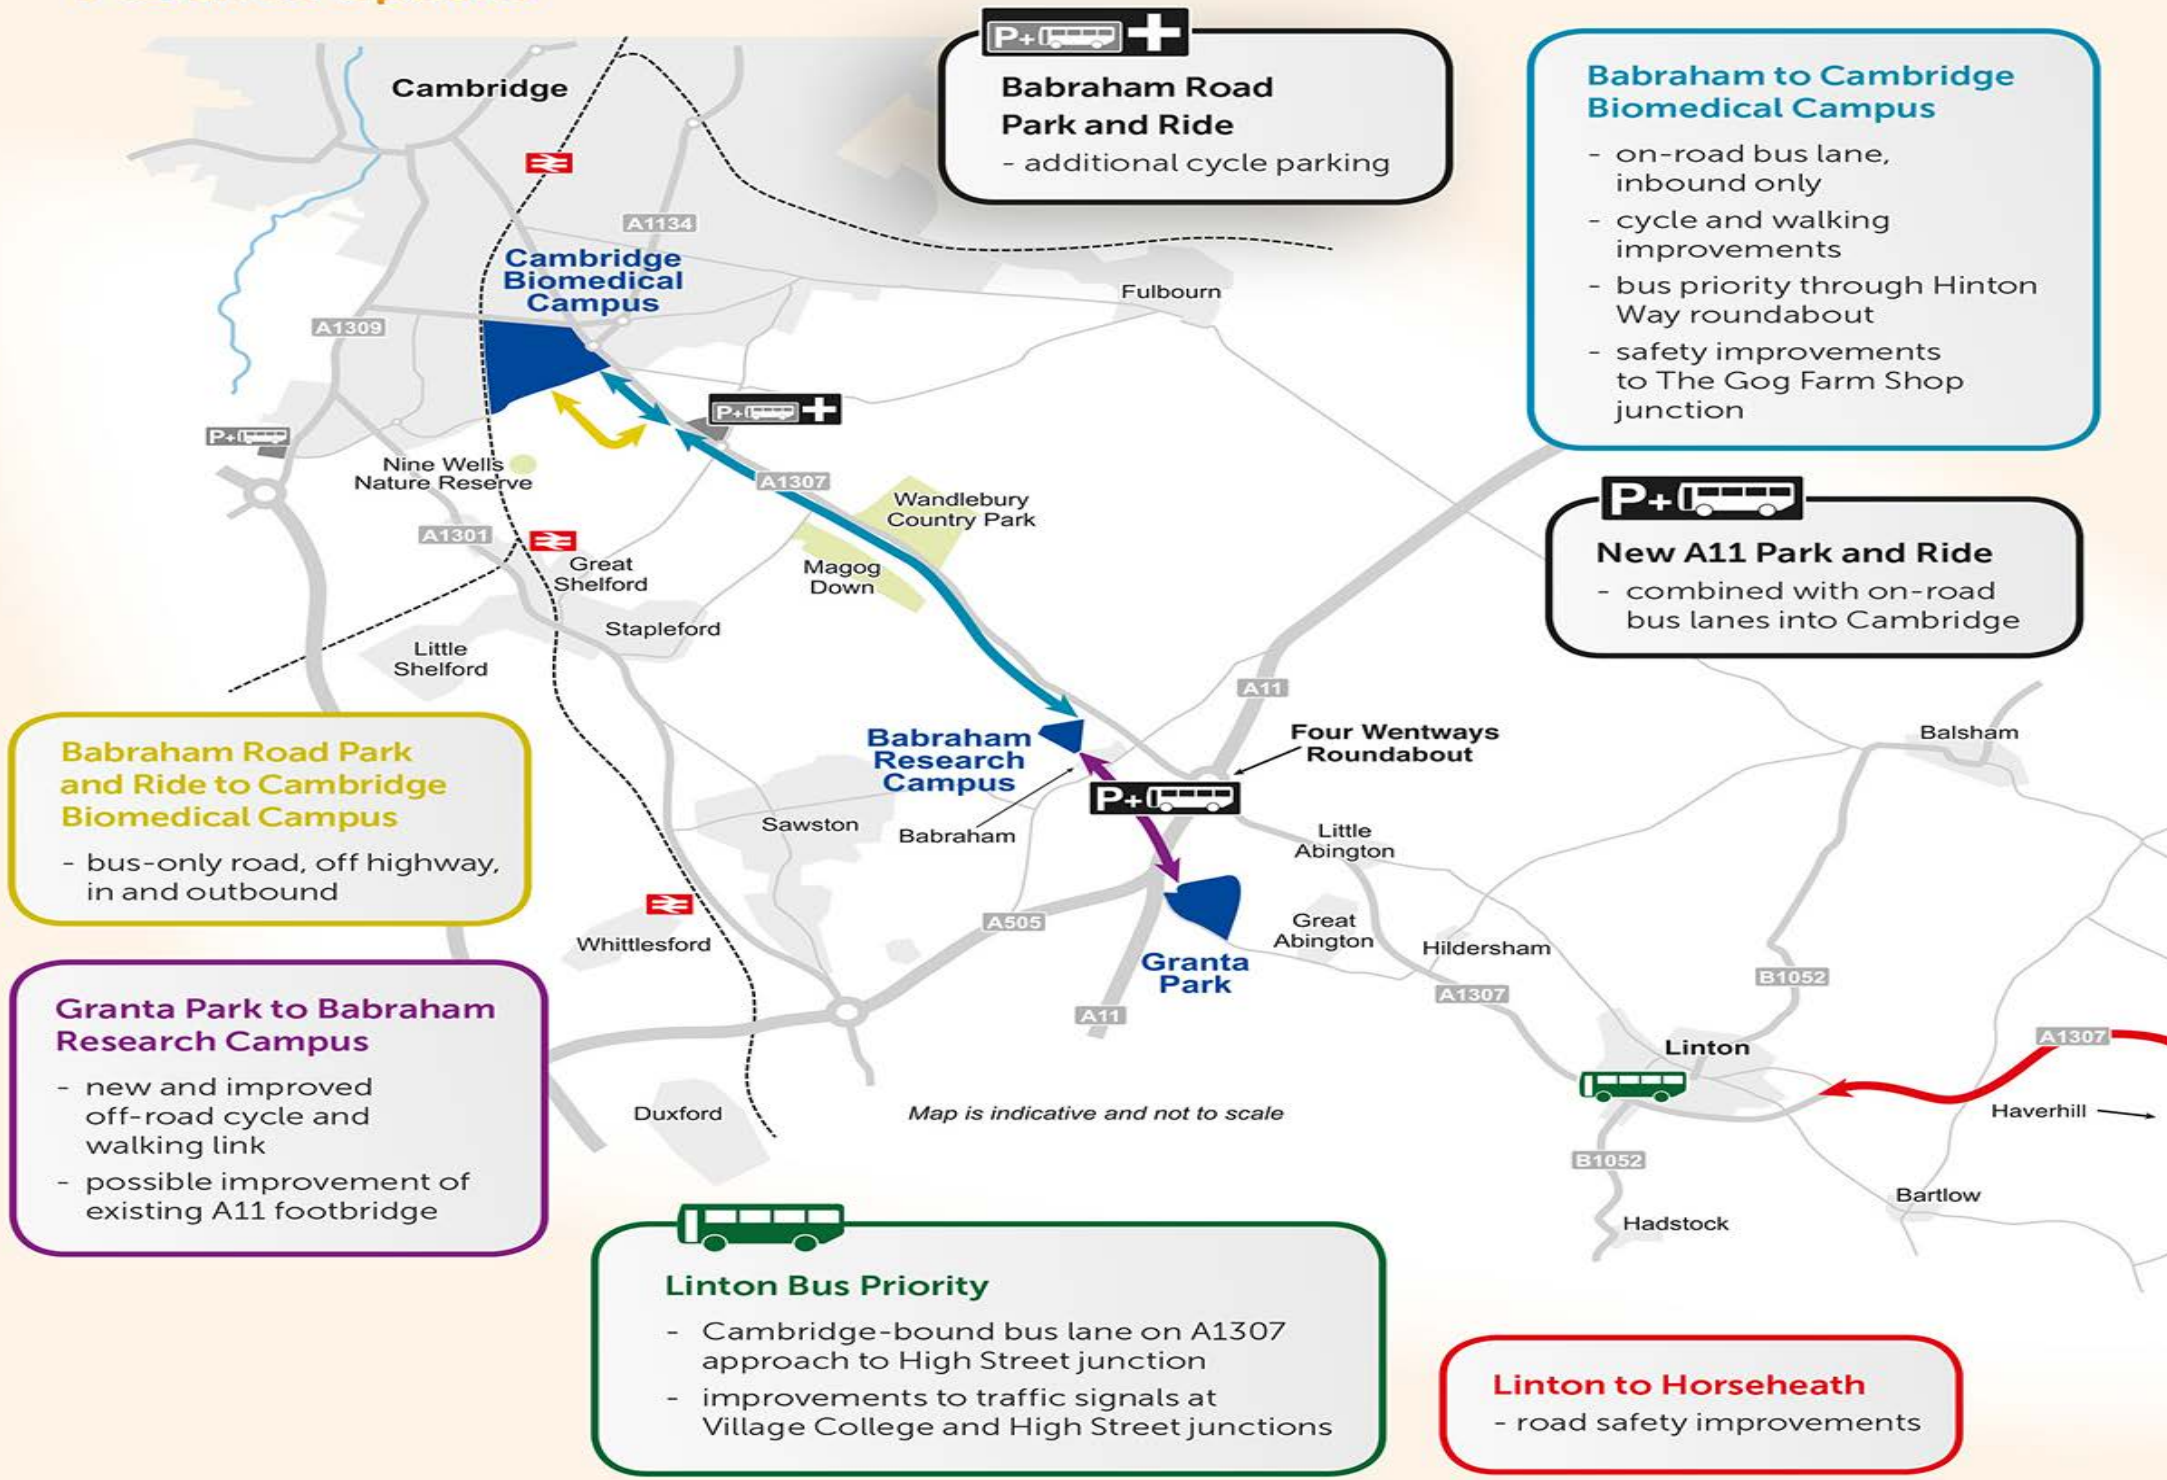 Cambridge
P+
Babraham Road
Park and Ride
- additional cycle parking
Babraham to Cambridge
Biomedical Campus
- on-road bus lane,
inbound only
- cycle and walking
improvements
- bus priority through Hinton
Way roundabout
- safety improvements
to The Gog Farm Shop
junction
A1134
Cambridge
Biomedical
Campus
Fulbourn
A1309
P+
P+
Nine Wells
Nature Reserve
A1307
Wandlebury
Country Park
P+
New A11 Park and Ride
- combined with on-road
bus lanes into Cambridge
A1301
Great
Shelford
Magog
Down
Stapleford
Little
Shelford
A11
Babraham
Research
Campus
Four Wentways
Roundabout
Balsham
Babraham Road Park
and Ride to Cambridge
Biomedical Campus
- bus-only road, off highway,
in and outbound
P+
Sawston
Babraham
Little
Abington
A505
Great
Abington
Whittlesford
Hildersham
Granta
Park
B1052
A1307
A11
Granta Park to Babraham
Research Campus
- new and improved
off-road cycle and
walking link
- possible improvement of
existing A11 footbridge
Linton
A1307
Duxford
Map is indicative and not to scale
Haverhill
B1052
Bartlow
Hadstock
Linton Bus Priority
- Cambridge-bound bus lane on A1307
approach to High Street junction
- improvements to traffic signals at
Village College and High Street junctions
Linton to Horseheath
- road safety improvements